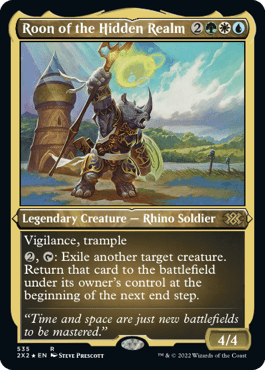 Roon of the Hidden Realm 2
Legendary Creature — Rhino Soldier
Vigilance, trample
2, T: Exile another target creature.
Return that card to the battlefield
under its owner's control at the
beginning of the next end step.
"Time and space are just new battlefields
to be mastered."
4/4
535 R
2X2 ★ EN STEVE PRESCOTT
™ & © 2022 Wizards of the Coast